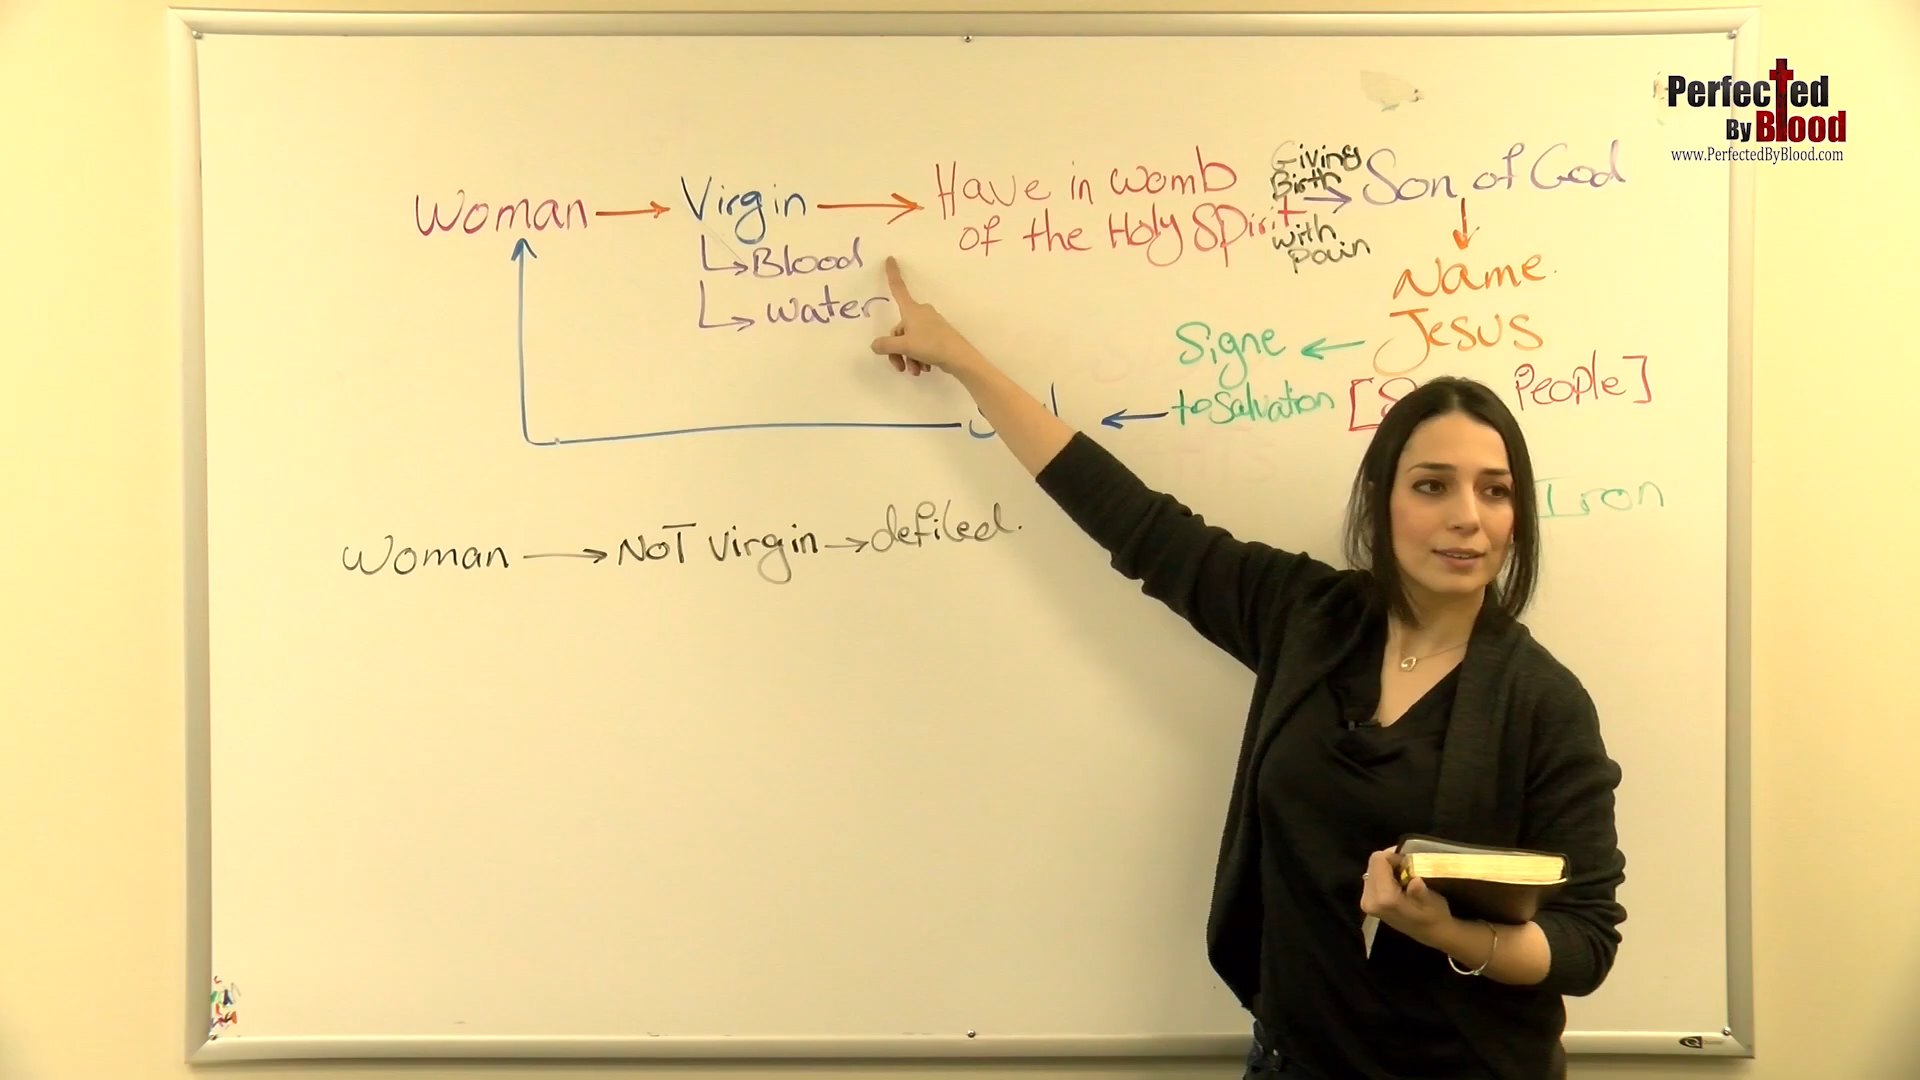 Perfected
By Blood
www.PerfectedByBlood.com
Woman → Virgin → Have in womb
of the Holy Spirit
Giving
Birth
with
Pain
→ Son of God
↳ Blood
↳ water
Name
Jesus
Signe ←
to salvation
[ People]
Iron
Woman → NOT Virgin → defiled.